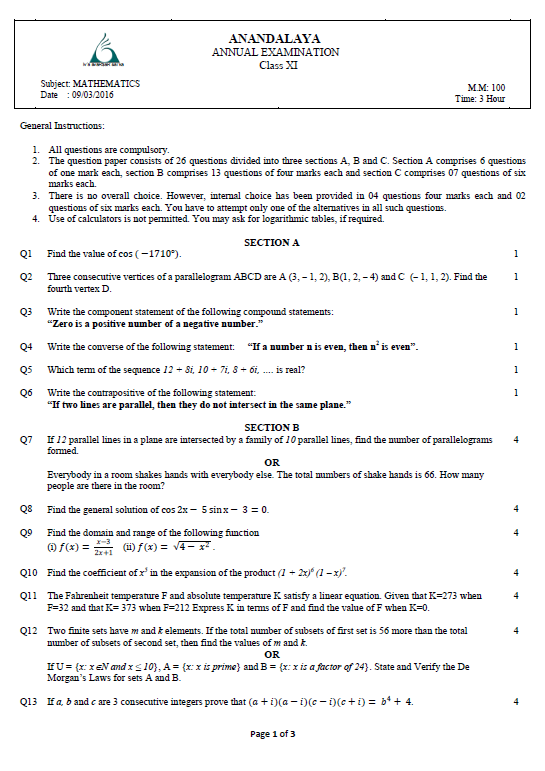 ANANDALAYA
ANNUAL EXAMINATION
Class XI
Subject: MATHEMATICS
M.M: 100
Date : 09/03/2016
Time: 3 Hour
General Instructions:
1. All questions are compulsory.
2. The question paper consists of 26 questions divided into three sections A, B and C. Section A comprises 6 questions
of one mark each, section B comprises 13 questions of four marks each and section C comprises 07 questions of six
marks each.
3. There is no overall choice. However, internal choice has been provided in 04 questions four marks each and 02
questions of six marks each. You have to attempt only one of the alternatives in all such questions.
4. Use of calculators is not permitted. You may ask for logarithmic tables, if required.
SECTION A
Q1 Find the value of cos ( −1710°). 1
Q2 Three consecutive vertices of a parallelogram ABCD are A (3, – 1, 2), B(1, 2, – 4) and C (– 1, 1, 2). Find the 1
fourth vertex D.
Q3 Write the component statement of the following compound statements: 1
“Zero is a positive number of a negative number.”
Q4 Write the converse of the following statement: “If a number n is even, then n² is even”. 1
Q5 Which term of the sequence 12 + 8i, 10 + 7i, 8 + 6i, .... is real? 1
Q6 Write the contrapositive of the following statement: 1
“If two lines are parallel, then they do not intersect in the same plane.”
SECTION B
Q7 If 12 parallel lines in a plane are intersected by a family of 10 parallel lines, find the number of parallelograms 4
formed.
OR
Everybody in a room shakes hands with everybody else. The total numbers of shake hands is 66. How many
people are there in the room?
Q8 Find the general solution of cos 2x − 5 sin x − 3 = 0. 4
Q9 Find the domain and range of the following function 4
(i) f(x) = (x−3)/(2x+1) (ii) f(x) = √(4 − x²) .
Q10 Find the coefficient of x⁵ in the expansion of the product (1 + 2x)⁶ (1 – x)⁷. 4
Q11 The Fahrenheit temperature F and absolute temperature K satisfy a linear equation. Given that K=273 when 4
F=32 and that K= 373 when F=212 Express K in terms of F and find the value of F when K=0.
Q12 Two finite sets have m and k elements. If the total number of subsets of first set is 56 more than the total 4
number of subsets of second set, then find the values of m and k.
OR
If U = {x: x ∈N and x ≤ 10}, A = {x: x is prime} and B = {x: x is a factor of 24}. State and Verify the De
Morgan’s Laws for sets A and B.
Q13 If a, b and c are 3 consecutive integers prove that (a + i)(a − i)(c − i)(c + i) = b⁴ + 4. 4
Page 1 of 3